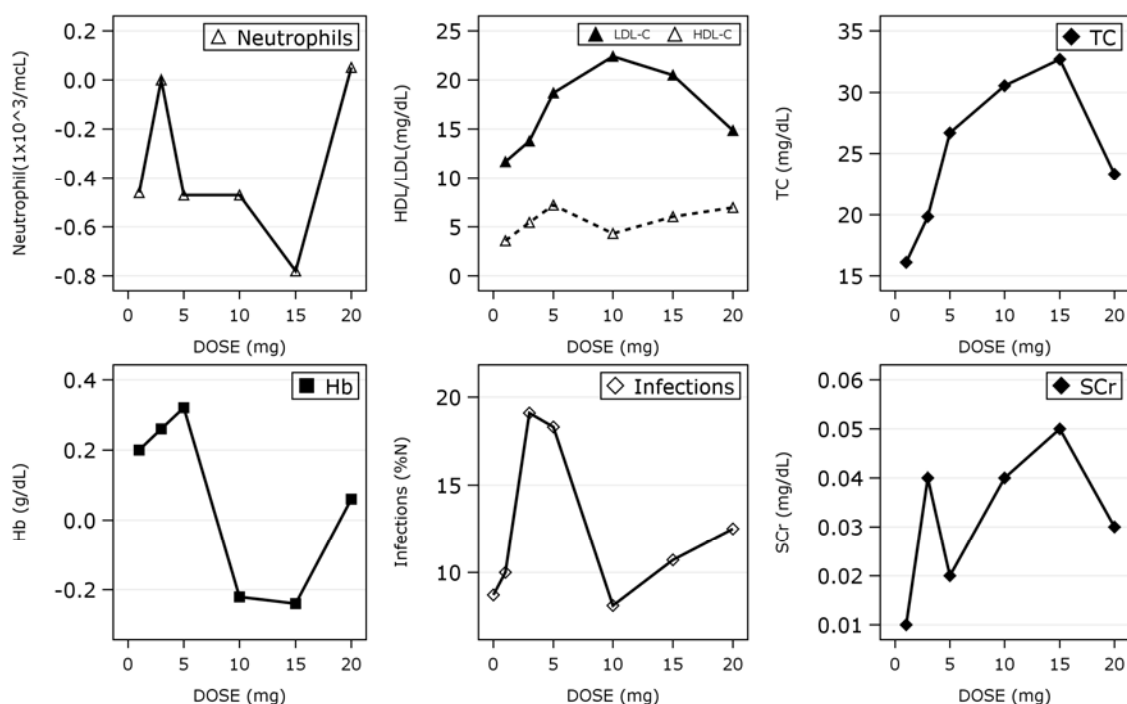 Neutrophils
Neutrophil(1x10^3/mcL)
0.2
0.0
-0.2
-0.4
-0.6
-0.8
0 5 10 15 20
DOSE (mg)
LDL-C HDL-C
HDL/LDL(mg/dL)
25
20
15
10
5
0
0 5 10 15 20
DOSE (mg)
TC
TC (mg/dL)
35
30
25
20
15
0 5 10 15 20
DOSE (mg)
Hb
Hb (g/dL)
0.4
0.2
0.0
-0.2
0 5 10 15 20
DOSE (mg)
Infections
Infections (%N)
20
15
10
0 5 10 15 20
DOSE (mg)
SCr
SCr (mg/dL)
0.06
0.05
0.04
0.03
0.02
0.01
0 5 10 15 20
DOSE (mg)